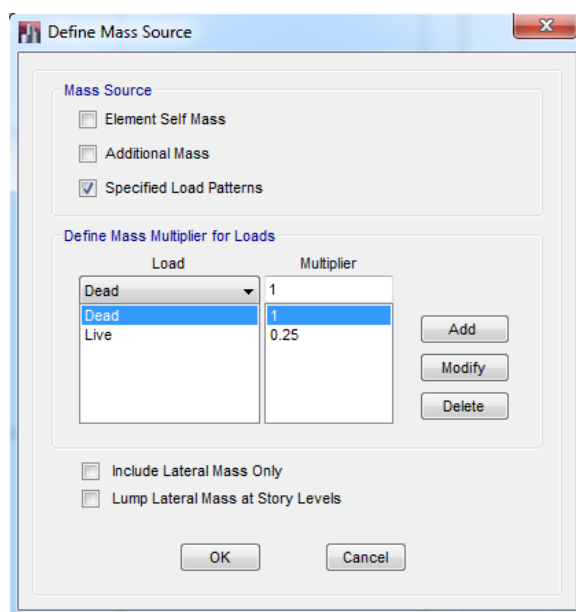 Define Mass Source
x
Mass Source
Element Self Mass
Additional Mass
Specified Load Patterns
Define Mass Multiplier for Loads
Load Multiplier
Dead 1
Dead 1
Live 0.25
Add
Modify
Delete
Include Lateral Mass Only
Lump Lateral Mass at Story Levels
OK Cancel